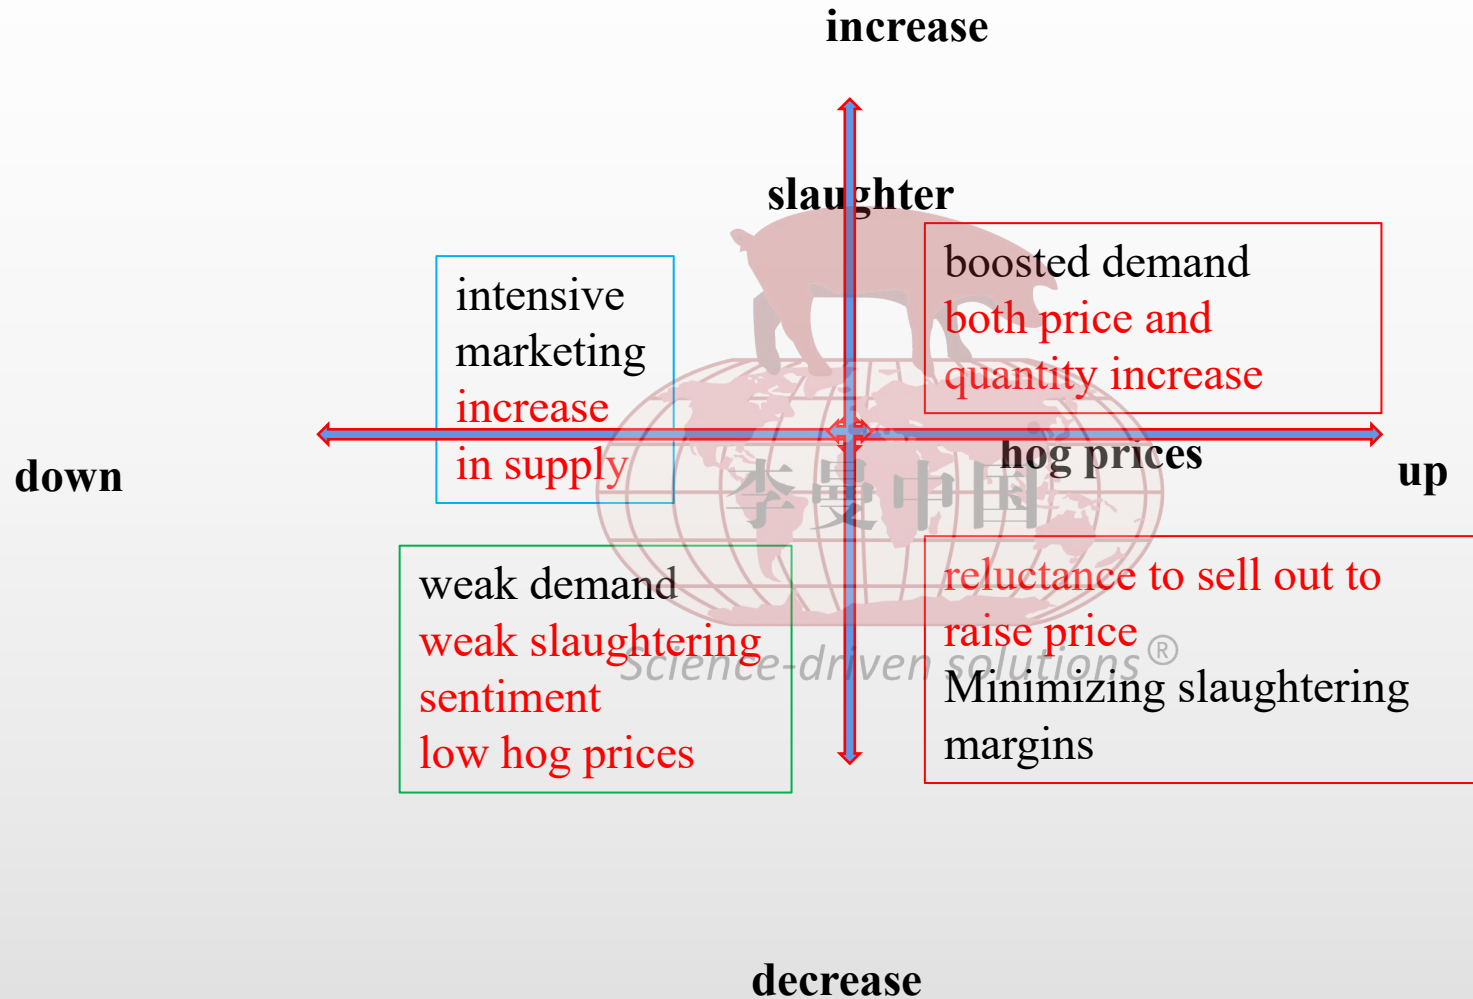 increase
slaughter
boosted demand
both price and
quantity increase
intensive
marketing
increase
in supply
hog prices
down
up
李曼中国
weak demand
weak slaughtering
sentiment
low hog prices
reluctance to sell out to
raise price
Minimizing slaughtering
margins
Science-driven solutions®
decrease